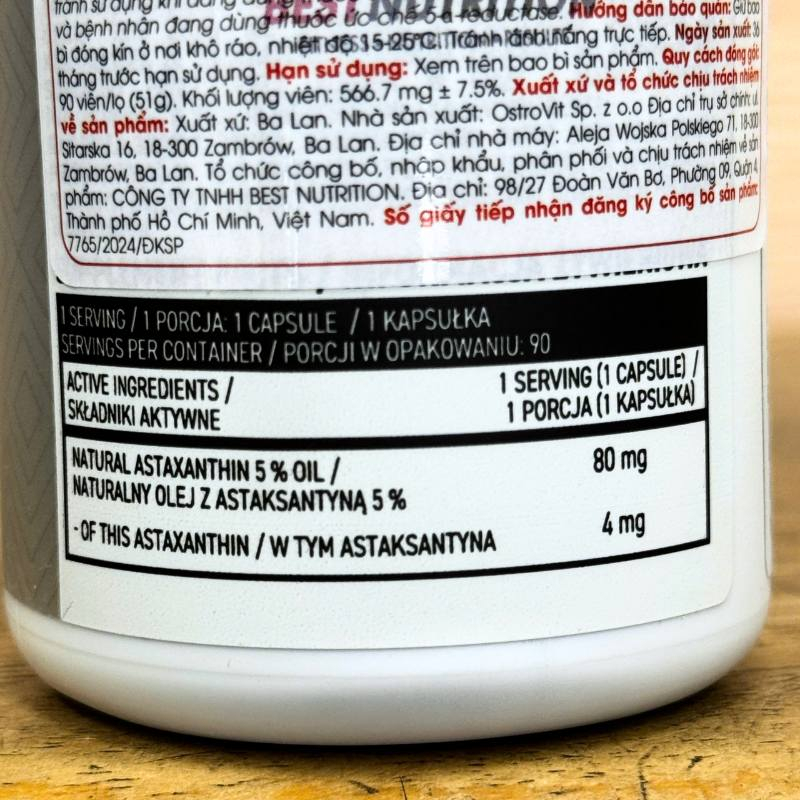 tránh sử dụng khi đang dùng
và bệnh nhân đang dùng thuốc ức chế 5-a-reductase. Hướng dẫn bảo quản: Giữ bao
bì đóng kín ở nơi khô ráo, nhiệt độ 15-25°C. Tránh ánh nắng trực tiếp. Ngày sản xuất: 36
tháng trước hạn sử dụng. Hạn sử dụng: Xem trên bao bì sản phẩm. Quy cách đóng gói:
90 viên/lọ (51g). Khối lượng viên: 566.7 mg ± 7.5%. Xuất xứ và tổ chức chịu trách nhiệm
về sản phẩm: Xuất xứ: Ba Lan. Nhà sản xuất: OstroVit Sp. z o.o Địa chỉ trụ sở chính: ul.
Sitarska 16, 18-300 Zambrów, Ba Lan. Địa chỉ nhà máy: Aleja Wojska Polskiego 71, 18-300
Zambrów, Ba Lan. Tổ chức công bố, nhập khẩu, phân phối và chịu trách nhiệm về sản
phẩm: CÔNG TY TNHH BEST NUTRITION. Địa chỉ: 98/27 Đoàn Văn Bơ, Phường 09, Quận 4,
Thành phố Hồ Chí Minh, Việt Nam. Số giấy tiếp nhận đăng ký công bố sản phẩm:
7765/2024/ĐKSP
1 SERVING / 1 PORCJA: 1 CAPSULE / 1 KAPSUŁKA
SERVINGS PER CONTAINER / PORCJI W OPAKOWANIU: 90
ACTIVE INGREDIENTS / 1 SERVING (1 CAPSULE) /
SKŁADNIKI AKTYWNE 1 PORCJA (1 KAPSUŁKA)
NATURAL ASTAXANTHIN 5 % OIL / 80 mg
NATURALNY OLEJ Z ASTAKSANTYNĄ 5 %
- OF THIS ASTAXANTHIN / W TYM ASTAKSANTYNA 4 mg